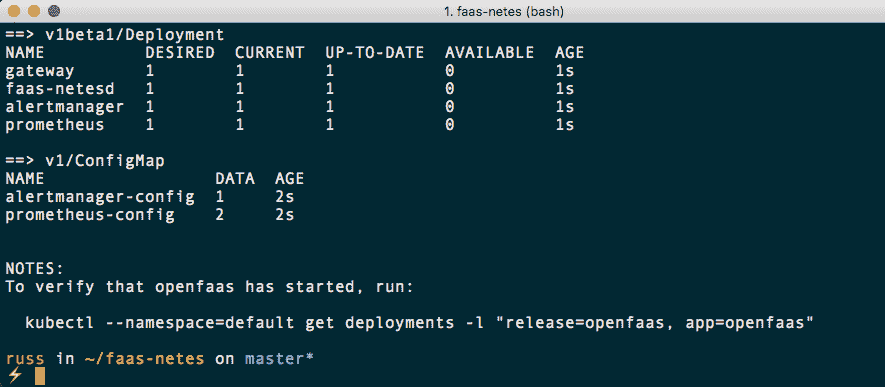 1. faas-netes (bash)
==> v1beta1/Deployment
NAME DESIRED CURRENT UP-TO-DATE AVAILABLE AGE
gateway 1 1 1 0 1s
faas-netesd 1 1 1 0 1s
alertmanager 1 1 1 0 1s
prometheus 1 1 1 0 1s
==> v1/ConfigMap
NAME DATA AGE
alertmanager-config 1 2s
prometheus-config 2 2s
NOTES:
To verify that openfaas has started, run:
kubectl --namespace=default get deployments -l "release=openfaas, app=openfaas"
russ in ~/faas-netes on master*